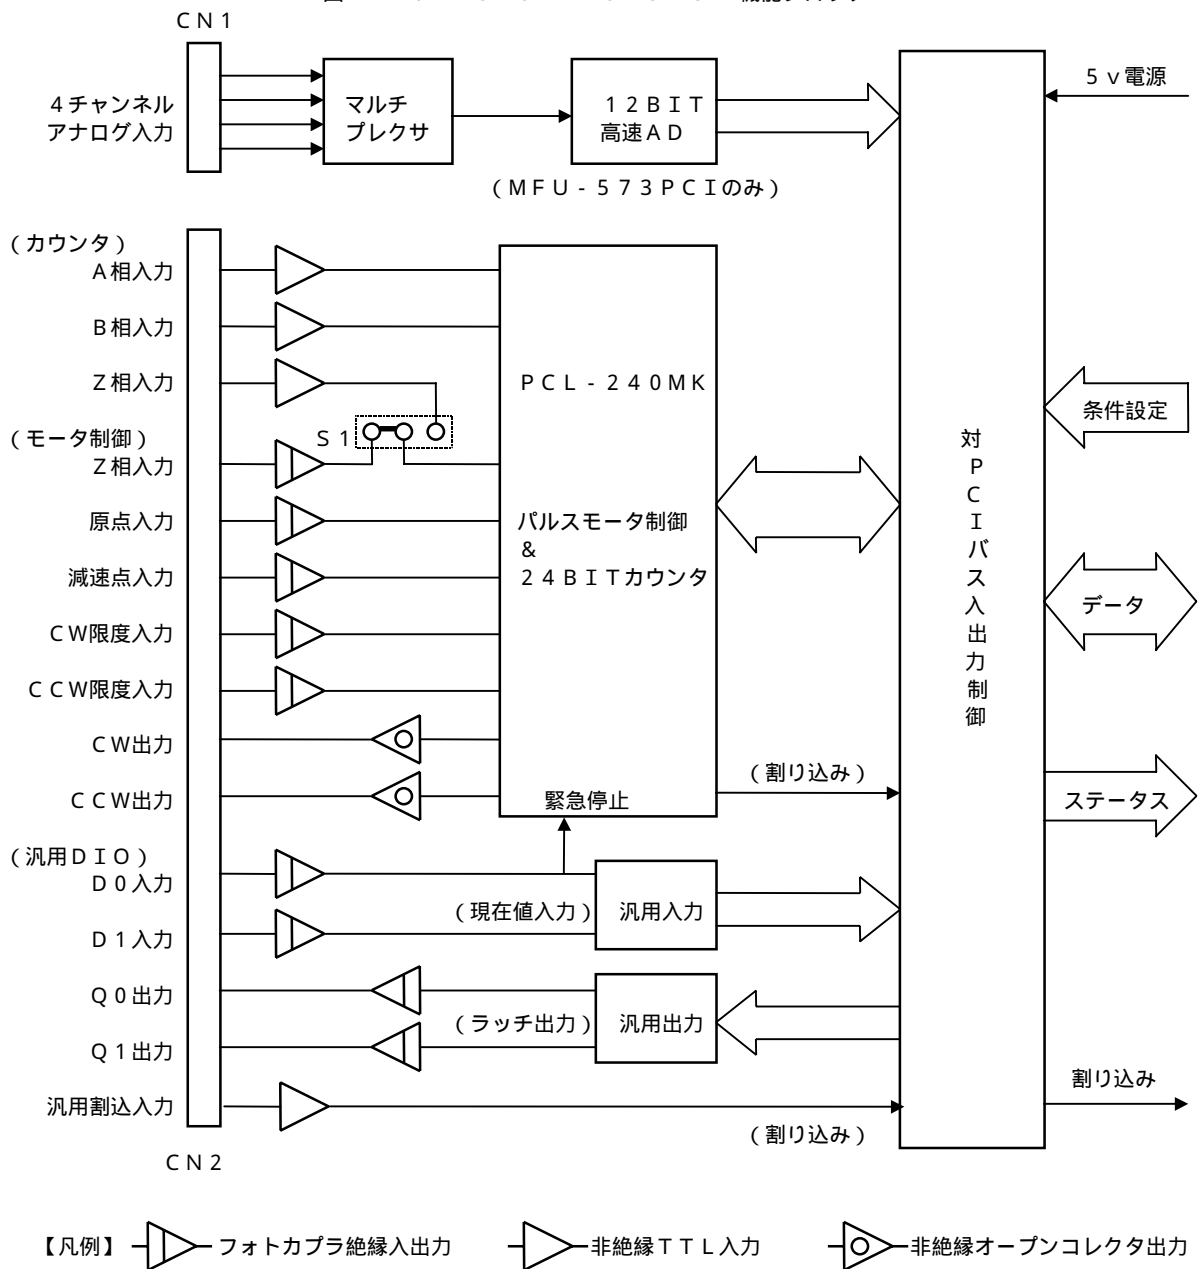 ＣＮ１
４チャンネル
アナログ入力
マルチ
プレクサ
１２ＢＩＴ
高速ＡＤ
５ｖ電源
（ＭＦＵ-５７３ＰＣＩのみ）
（カウンタ）
Ａ相入力
Ｂ相入力
Ｚ相入力
ＰＣＬ-２４０ＭＫ
条件設定
（モータ制御）
Ｓ１
Ｚ相入力
原点入力
パルスモータ制御
＆
２４ＢＩＴカウンタ
減速点入力
ＣＷ限度入力
ＣＣＷ限度入力
ＣＷ出力
ＣＣＷ出力
緊急停止
（割り込み）
対ＰＣＩバス入出力制御
データ
ステータス
（汎用ＤＩＯ）
Ｄ０入力
（現在値入力）
汎用入力
Ｄ１入力
Ｑ０出力
（ラッチ出力）
汎用出力
Ｑ１出力
汎用割込入力
（割り込み）
割り込み
ＣＮ２
【凡例】
フォトカプラ絶縁入出力
非絶縁ＴＴＬ入力
非絶縁オープンコレクタ出力